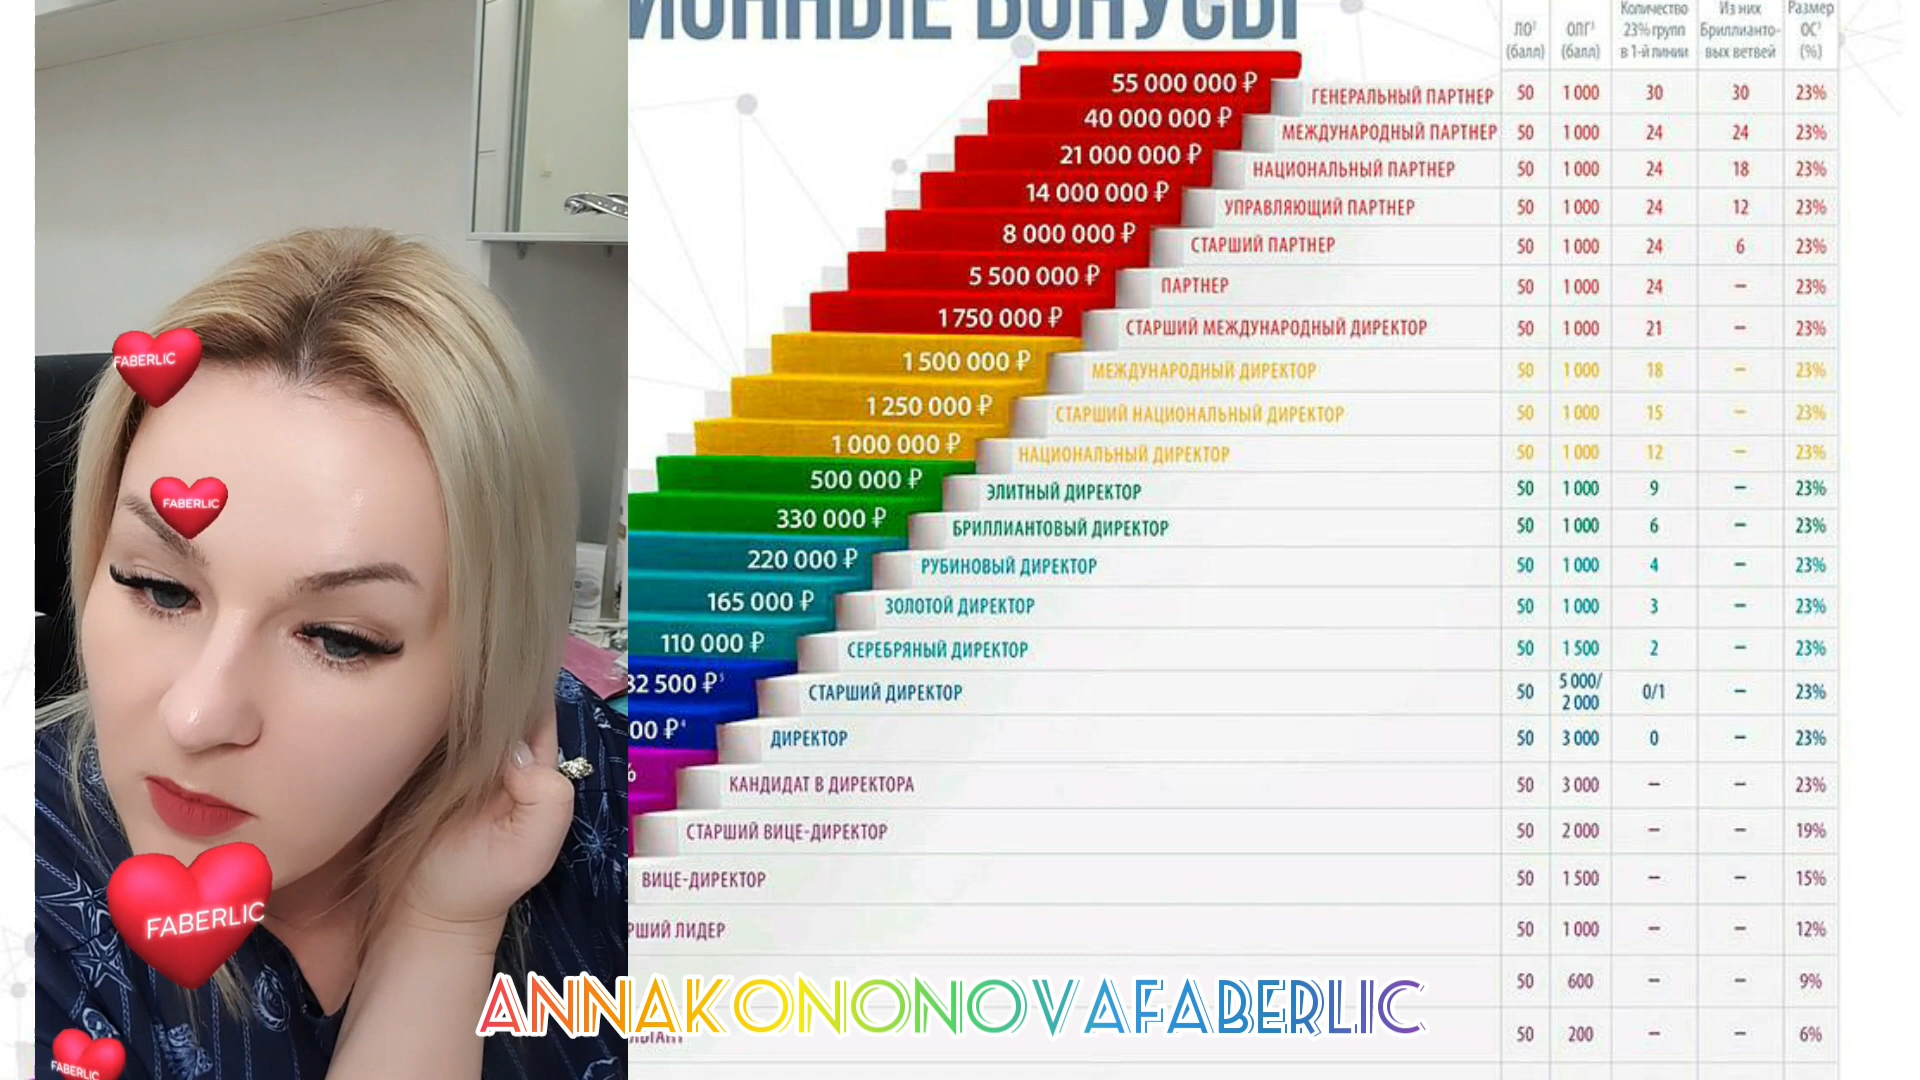 ИОННЫЕ БОНУСЫ
ЛО² (балл)
ОЛГ³ (балл)
Количество 23% групп в 1-й линии
Из них Бриллианто-вых ветвей
Размер ОС¹ (%)
55 000 000 ₽ ГЕНЕРАЛЬНЫЙ ПАРТНЕР 50 1 000 30 30 23%
40 000 000 ₽ МЕЖДУНАРОДНЫЙ ПАРТНЕР 50 1 000 24 24 23%
21 000 000 ₽ НАЦИОНАЛЬНЫЙ ПАРТНЕР 50 1 000 24 18 23%
14 000 000 ₽ УПРАВЛЯЮЩИЙ ПАРТНЕР 50 1 000 24 12 23%
8 000 000 ₽ СТАРШИЙ ПАРТНЕР 50 1 000 24 6 23%
5 500 000 ₽ ПАРТНЕР 50 1 000 24 – 23%
1 750 000 ₽ СТАРШИЙ МЕЖДУНАРОДНЫЙ ДИРЕКТОР 50 1 000 21 – 23%
1 500 000 ₽ МЕЖДУНАРОДНЫЙ ДИРЕКТОР 50 1 000 18 – 23%
1 250 000 ₽ СТАРШИЙ НАЦИОНАЛЬНЫЙ ДИРЕКТОР 50 1 000 15 – 23%
1 000 000 ₽ НАЦИОНАЛЬНЫЙ ДИРЕКТОР 50 1 000 12 – 23%
500 000 ₽ ЭЛИТНЫЙ ДИРЕКТОР 50 1 000 9 – 23%
330 000 ₽ БРИЛЛИАНТОВЫЙ ДИРЕКТОР 50 1 000 6 – 23%
220 000 ₽ РУБИНОВЫЙ ДИРЕКТОР 50 1 000 4 – 23%
165 000 ₽ ЗОЛОТОЙ ДИРЕКТОР 50 1 000 3 – 23%
110 000 ₽ СЕРЕБРЯНЫЙ ДИРЕКТОР 50 1 500 2 – 23%
82 500 ₽⁵ СТАРШИЙ ДИРЕКТОР 50 5 000/ 2 000 0/1 – 23%
00 ₽⁴ ДИРЕКТОР 50 3 000 0 – 23%
% КАНДИДАТ В ДИРЕКТОРА 50 3 000 – – 23%
СТАРШИЙ ВИЦЕ-ДИРЕКТОР 50 2 000 – – 19%
ВИЦЕ-ДИРЕКТОР 50 1 500 – – 15%
РШИЙ ЛИДЕР 50 1 000 – – 12%
50 600 – – 9%
50 200 – – 6%
FABERLIC
FABERLIC
FABERLIC
FABERLIC
ANNAKONONOVAFABERLIC